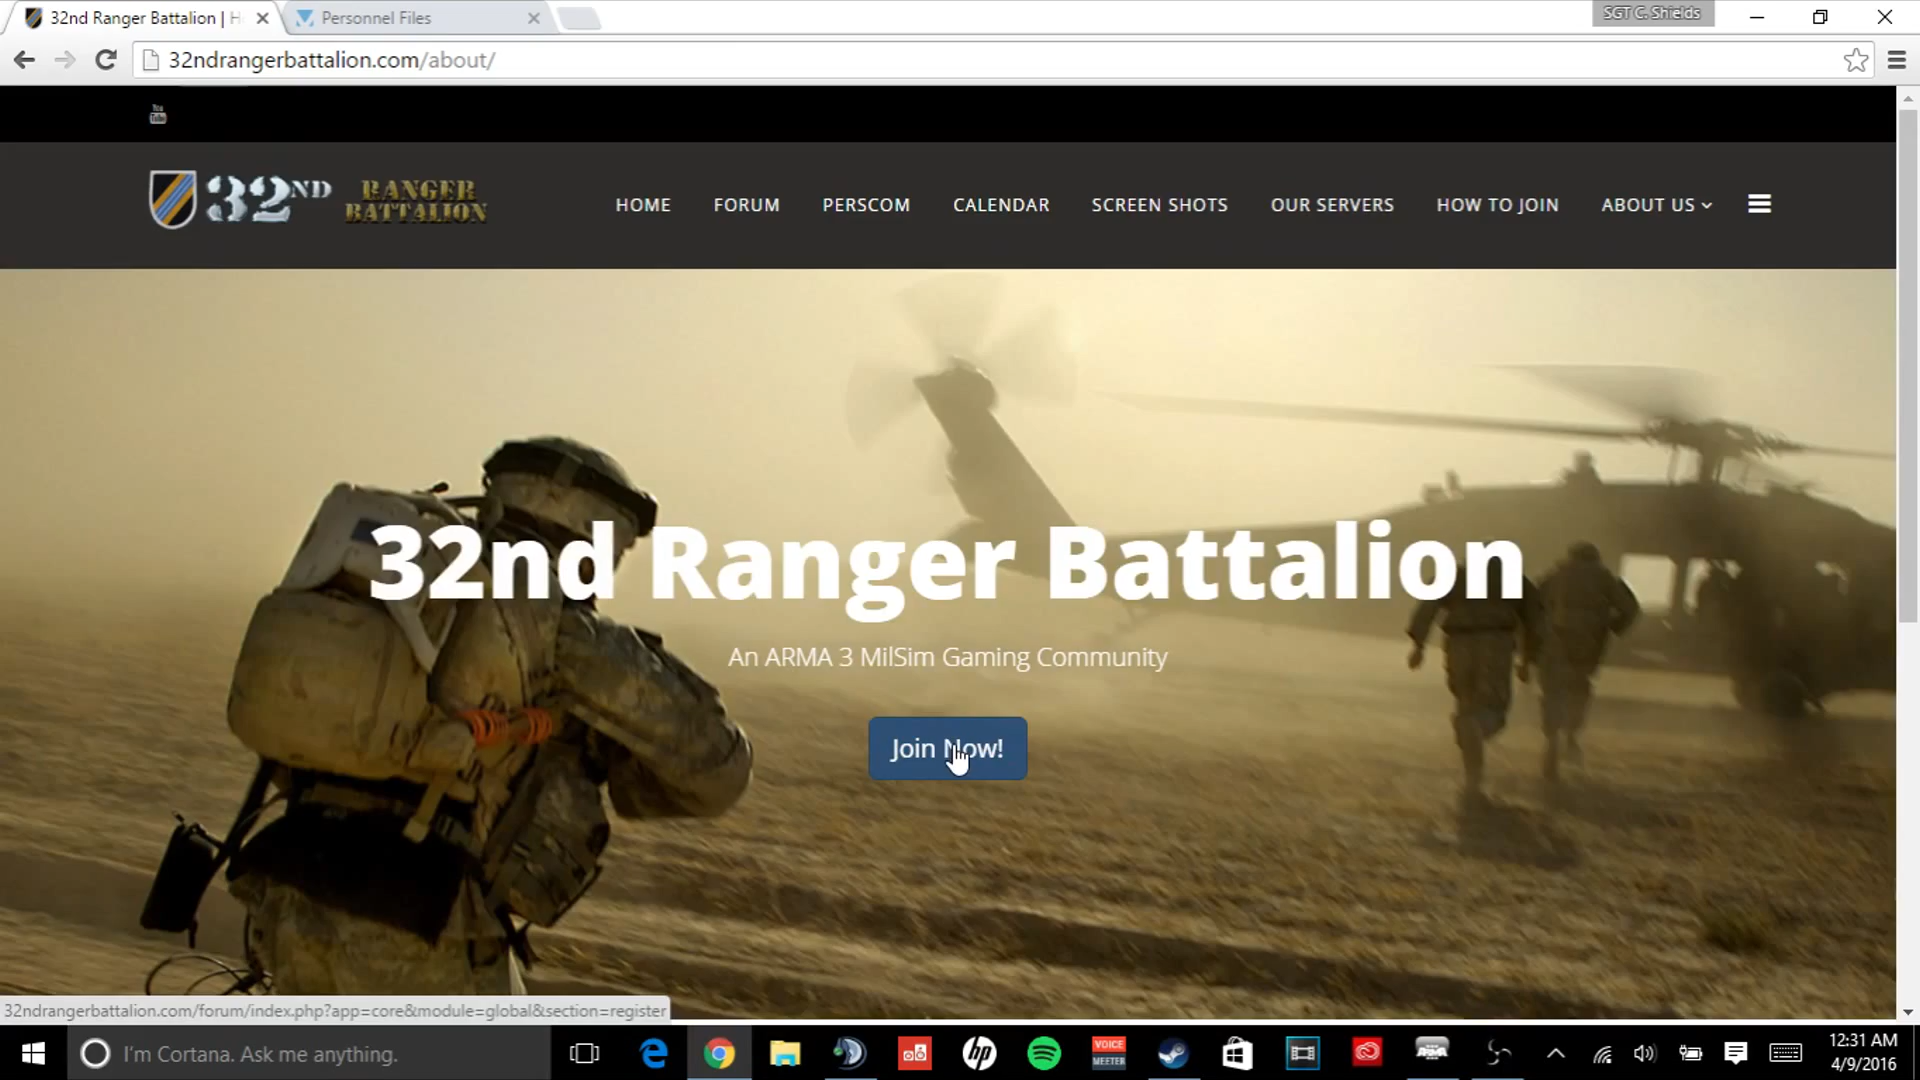 32nd Ranger Battalion | H
Personnel Files
SGT C. Shields
32ndrangerbattalion.com/about/
You
Tube
32ND RANGER BATTALION
HOME FORUM PERSCOM CALENDAR SCREEN SHOTS OUR SERVERS HOW TO JOIN ABOUT US
32nd Ranger Battalion
An ARMA 3 MilSim Gaming Community
Join Now!
32ndrangerbattalion.com/forum/index.php?app=core&module=global&section=register
I'm Cortana. Ask me anything.
hp
VOICE
MEETER
ARMA
12:31 AM
4/9/2016